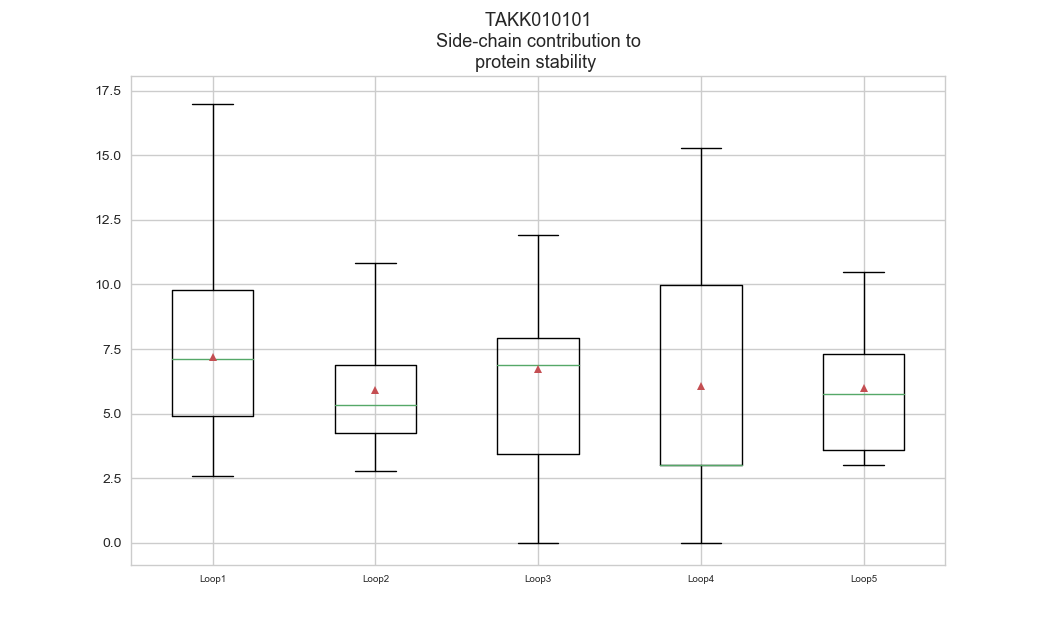 TAKK010101
Side-chain contribution to
protein stability
17.5
15.0
12.5
10.0
7.5
5.0
2.5
0.0
Loop1 Loop2 Loop3 Loop4 Loop5